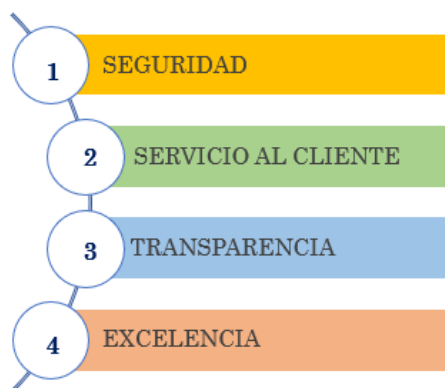 1 SEGURIDAD
2 SERVICIO AL CLIENTE
3 TRANSPARENCIA
4 EXCELENCIA